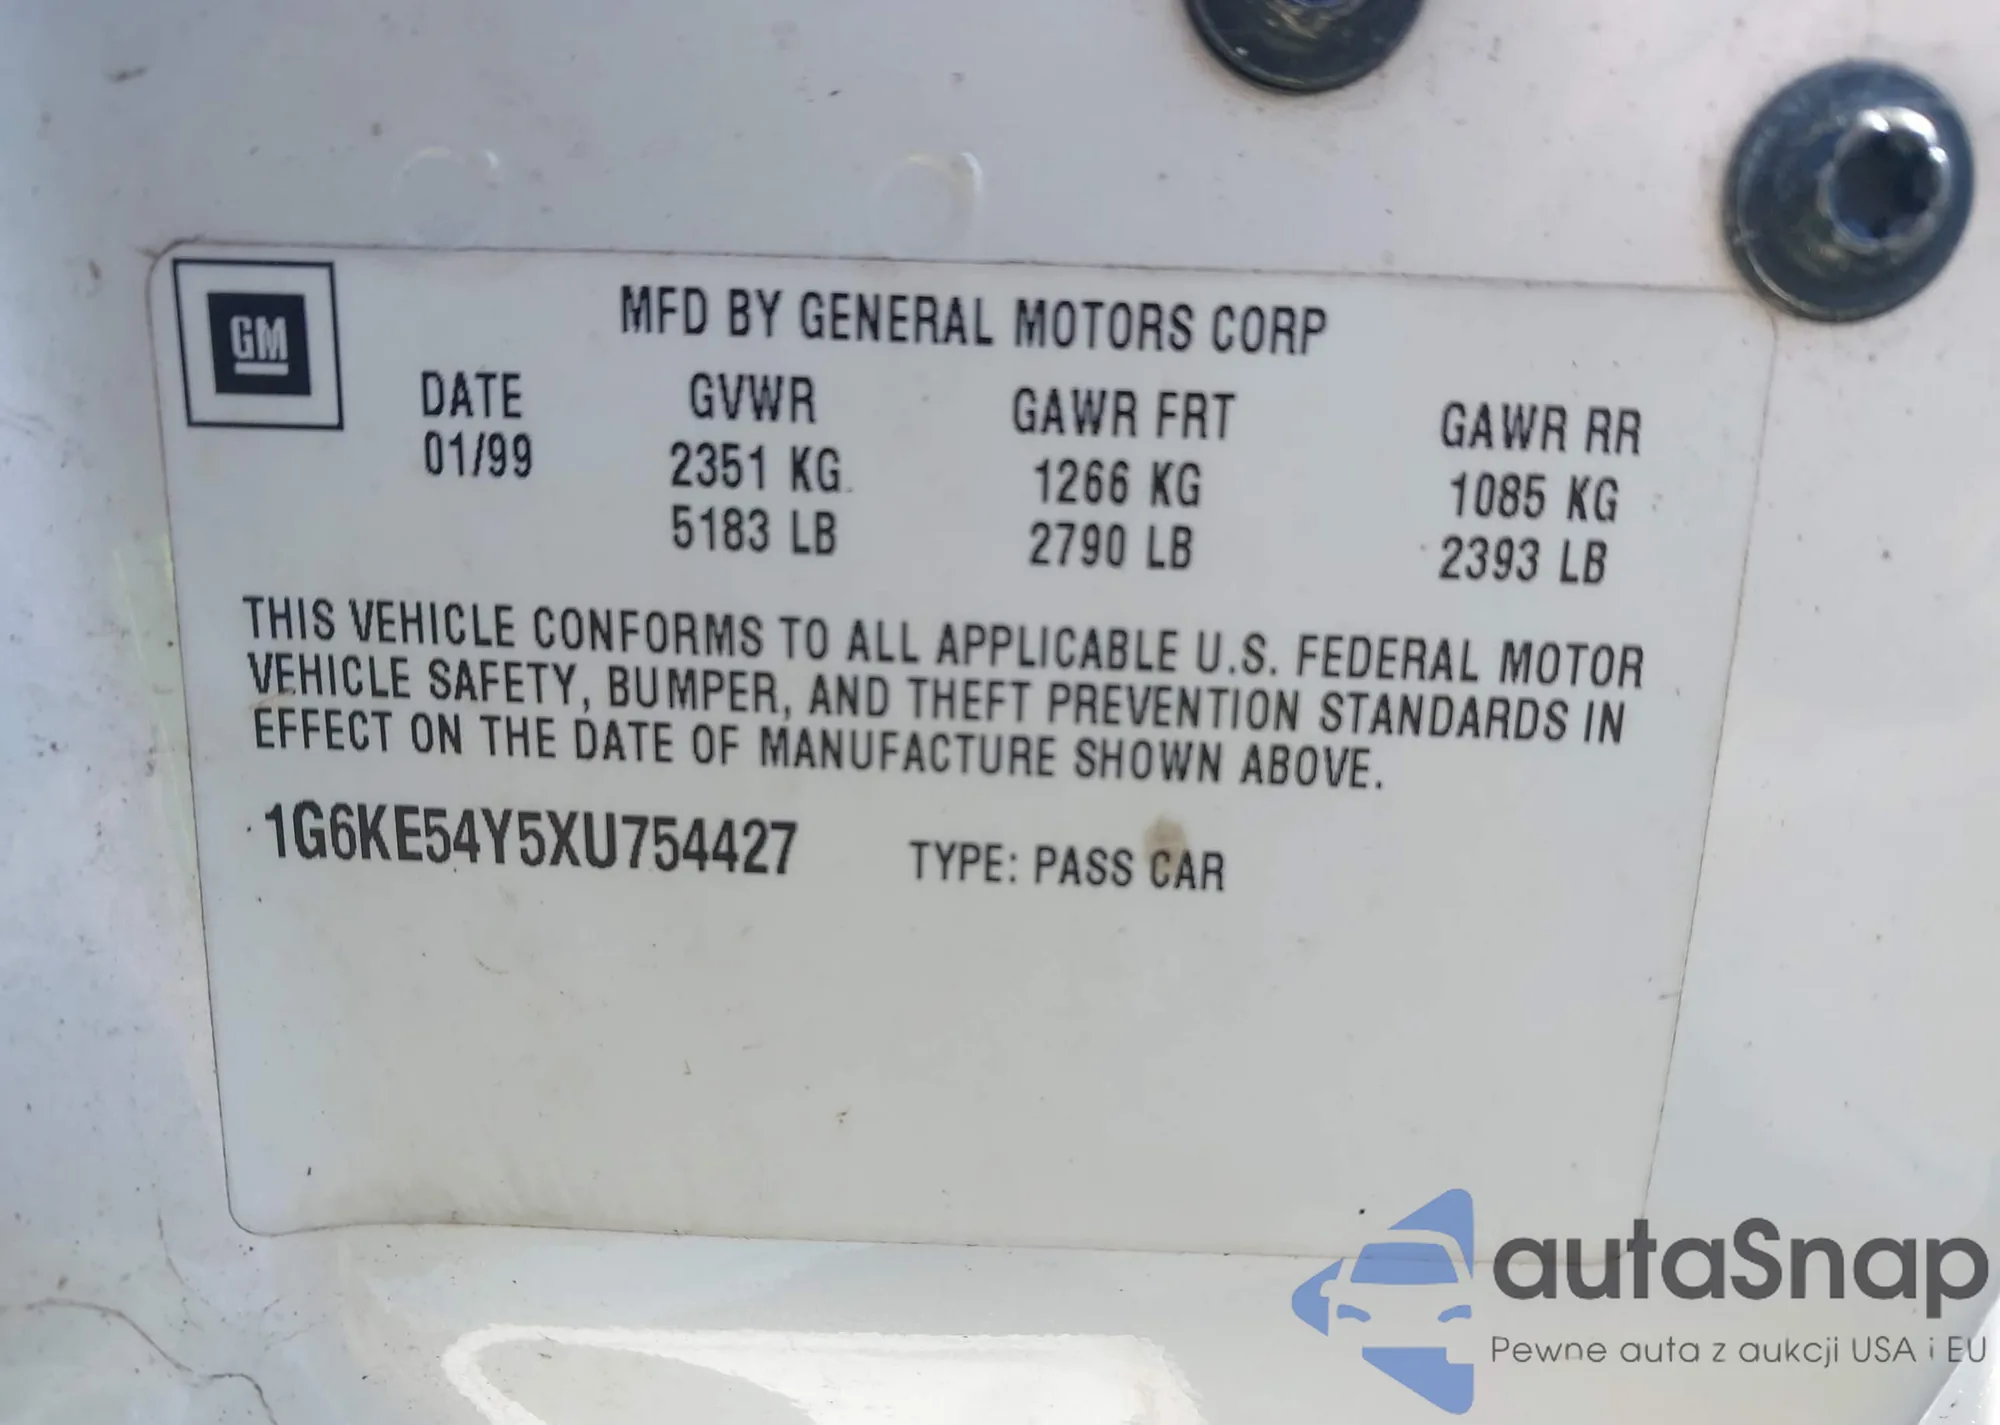 GM
MFD BY GENERAL MOTORS CORP
DATE GVWR GAWR FRT GAWR RR
01/99 2351 KG 1266 KG 1085 KG
5183 LB 2790 LB 2393 LB
THIS VEHICLE CONFORMS TO ALL APPLICABLE U.S. FEDERAL MOTOR
VEHICLE SAFETY, BUMPER, AND THEFT PREVENTION STANDARDS IN
EFFECT ON THE DATE OF MANUFACTURE SHOWN ABOVE.
1G6KE54Y5XU754427 TYPE: PASS CAR
autaSnap
Pewne auta z aukcji USA i EU